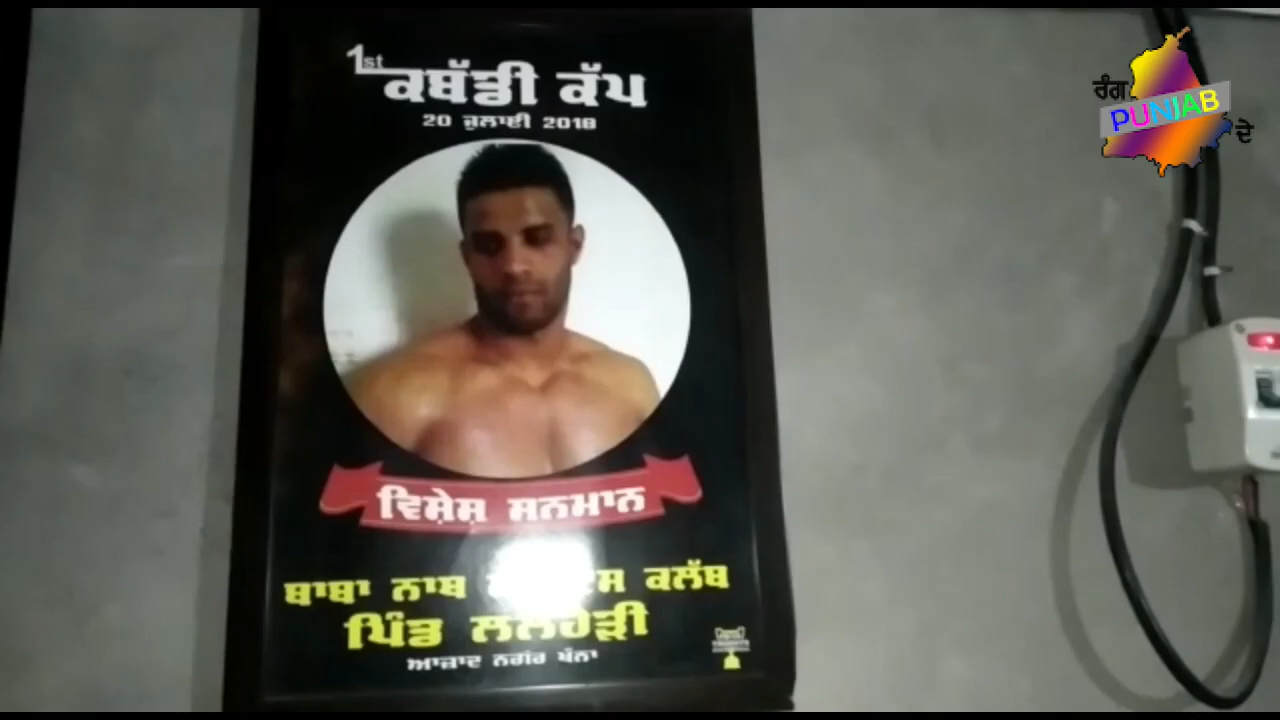 1st
ਕਬੱਡੀ ਕੱਪ
20 ਜੁਲਾਈ 2018
ਵਿਸ਼ੇਸ਼ ਸਨਮਾਨ
ਬਾਬਾ ਨਾਥ ਕਲੱਬ
ਪਿੰਡ ਲਲਹੇੜੀ
ਆਜ਼ਾਦ ਨਗਰ ਖੰਨਾ
ਰੰਗ
PUNJAB
ਦੇ